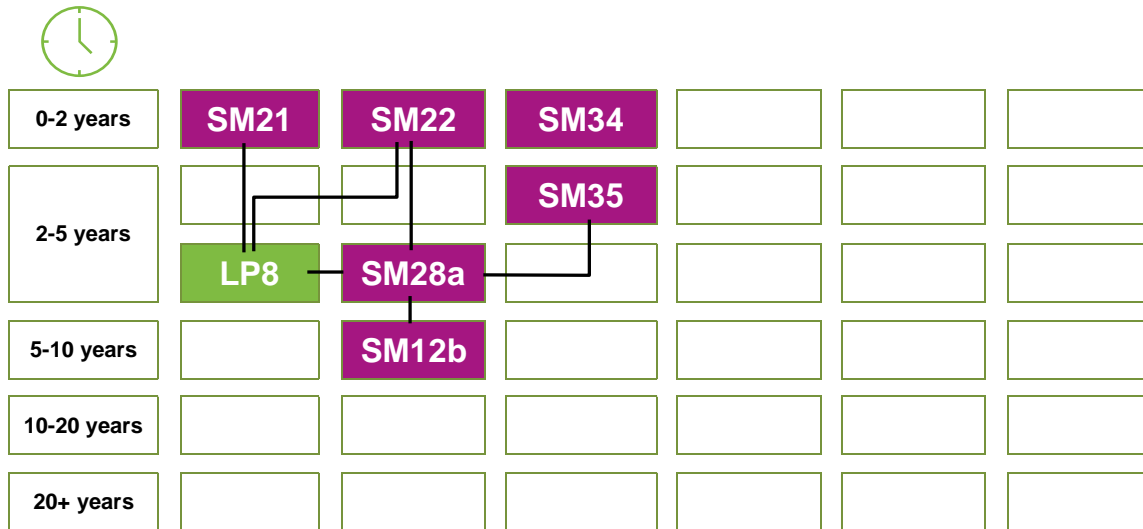 0-2 years
SM21
SM22
SM34
2-5 years
SM35
LP8
SM28a
5-10 years
SM12b
10-20 years
20+ years